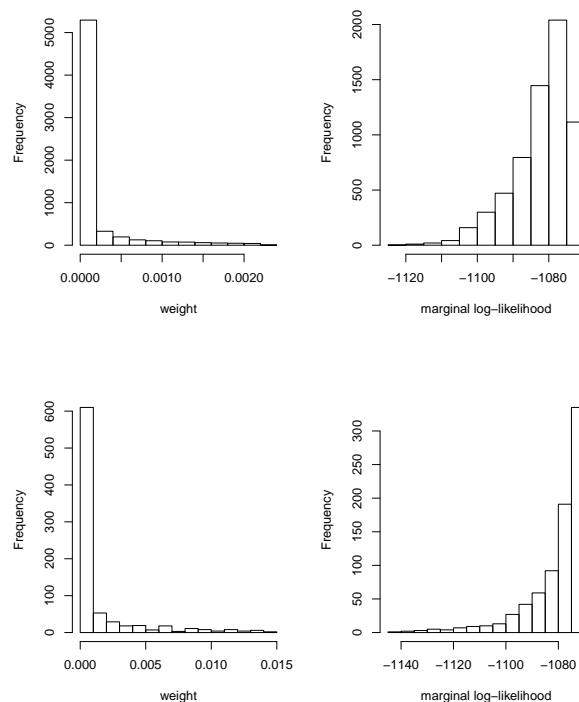 Frequency
0 1000 2000 3000 4000 5000
0.0000 0.0010 0.0020
weight
Frequency
0 500 1000 1500 2000
−1120 −1100 −1080
marginal log−likelihood
Frequency
0 100 200 300 400 500 600
0.000 0.005 0.010 0.015
weight
Frequency
0 50 100 150 200 250 300
−1140 −1120 −1100 −1080
marginal log−likelihood